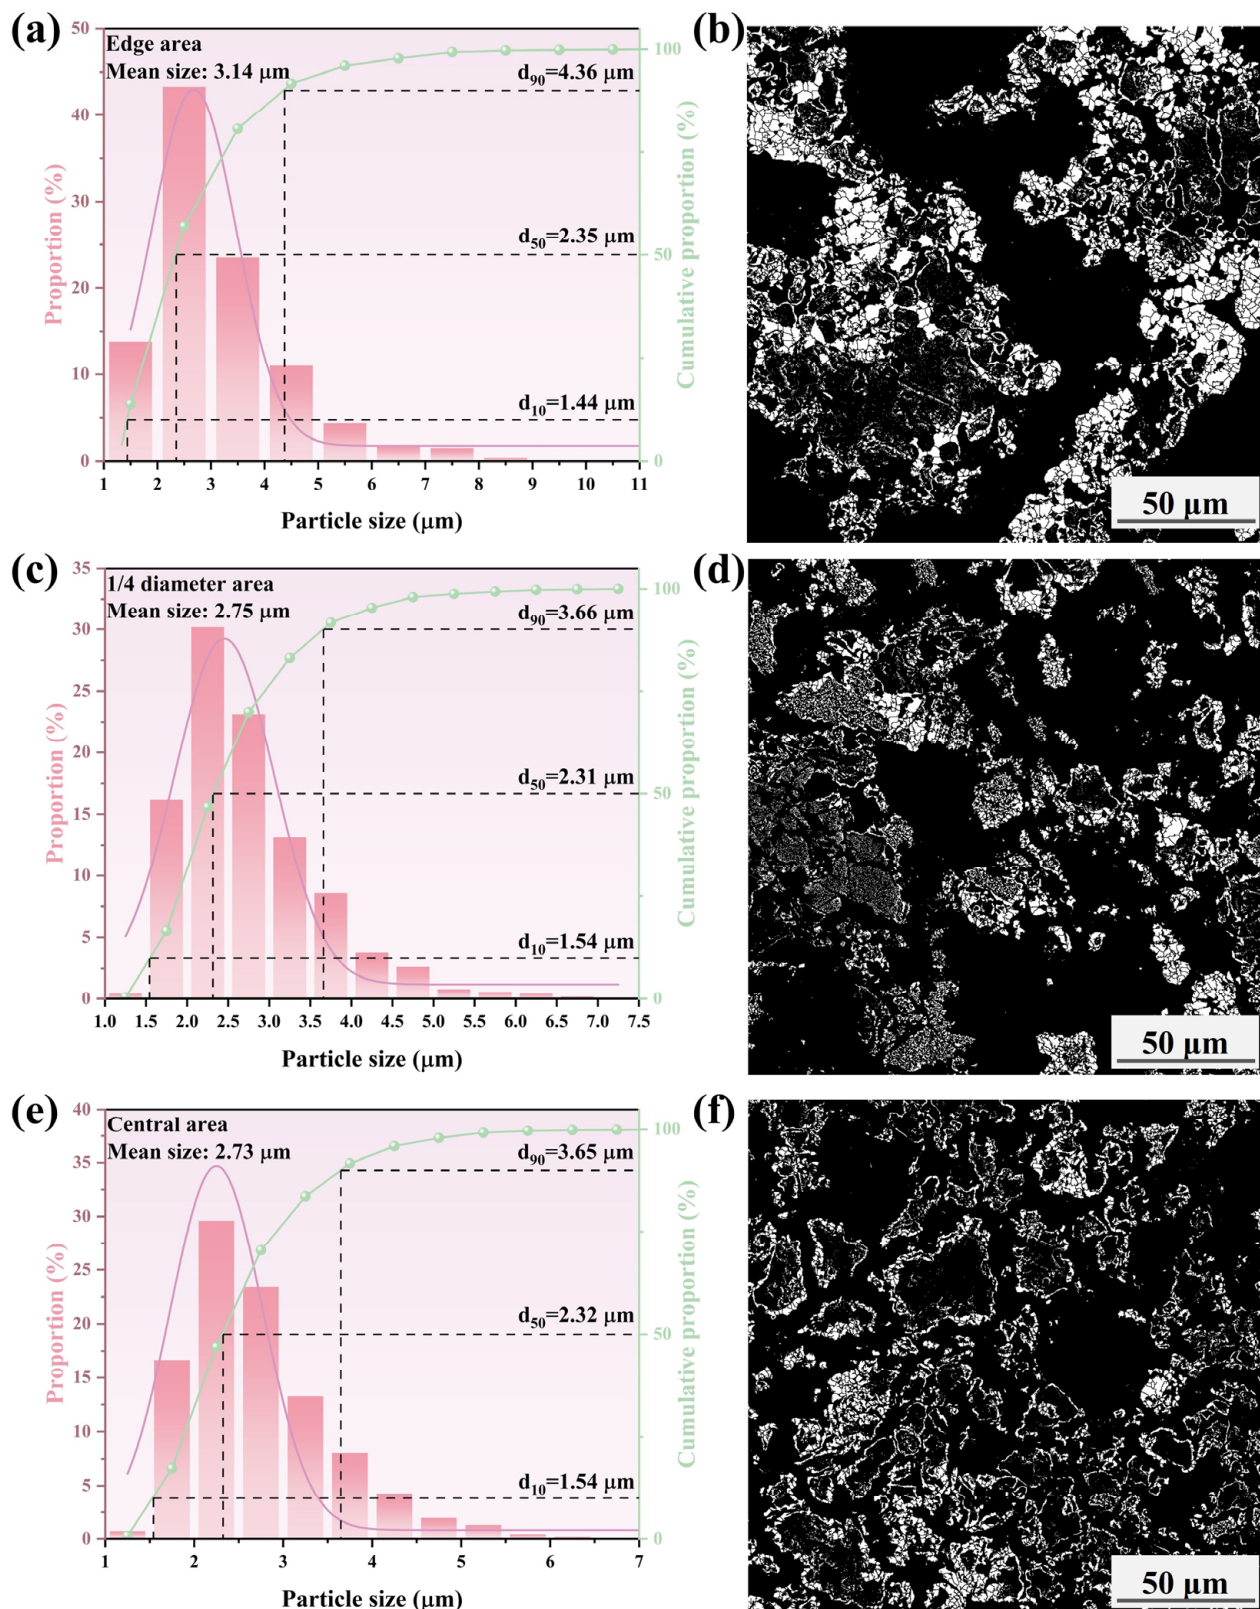 (a)
Edge area
Mean size: 3.14 μm
d90=4.36 μm
d50=2.35 μm
d10=1.44 μm
50
40
30
20
10
0
100
50
0
Proportion (%)
Cumulative proportion (%)
1 2 3 4 5 6 7 8 9 10 11
Particle size (μm)
(b)
50 μm
(c)
1/4 diameter area
Mean size: 2.75 μm
d90=3.66 μm
d50=2.31 μm
d10=1.54 μm
35
30
25
20
15
10
5
0
100
50
0
Proportion (%)
Cumulative proportion (%)
1.0 1.5 2.0 2.5 3.0 3.5 4.0 4.5 5.0 5.5 6.0 6.5 7.0 7.5
Particle size (μm)
(d)
50 μm
(e)
Central area
Mean size: 2.73 μm
d90=3.65 μm
d50=2.32 μm
d10=1.54 μm
40
35
30
25
20
15
10
5
0
100
50
0
Proportion (%)
Cumulative proportion (%)
1 2 3 4 5 6 7
Particle size (μm)
(f)
50 μm